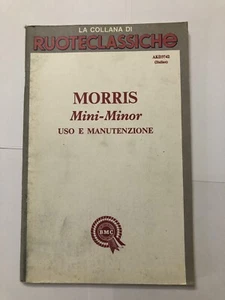 LA COLLANA DI
RUOTECLASSICHE
AKD3742
(Italian)
MORRIS
Mini-Minor
USO E MANUTENZIONE
BMC